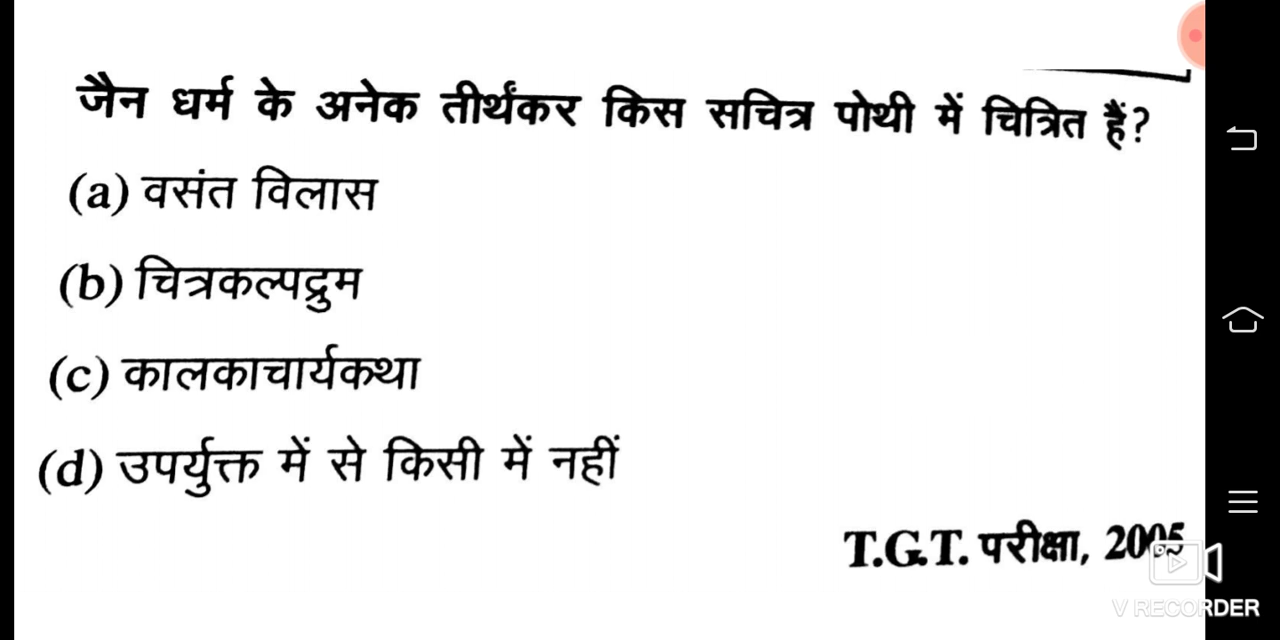 जैन धर्म के अनेक तीर्थंकर किस सचित्र पोथी में चित्रित हैं?
(a) वसंत विलास
(b) चित्रकल्पद्रुम
(c) कालकाचार्यकथा
(d) उपर्युक्त में से किसी में नहीं
T.G.T. परीक्षा, 2005
V RECORDER